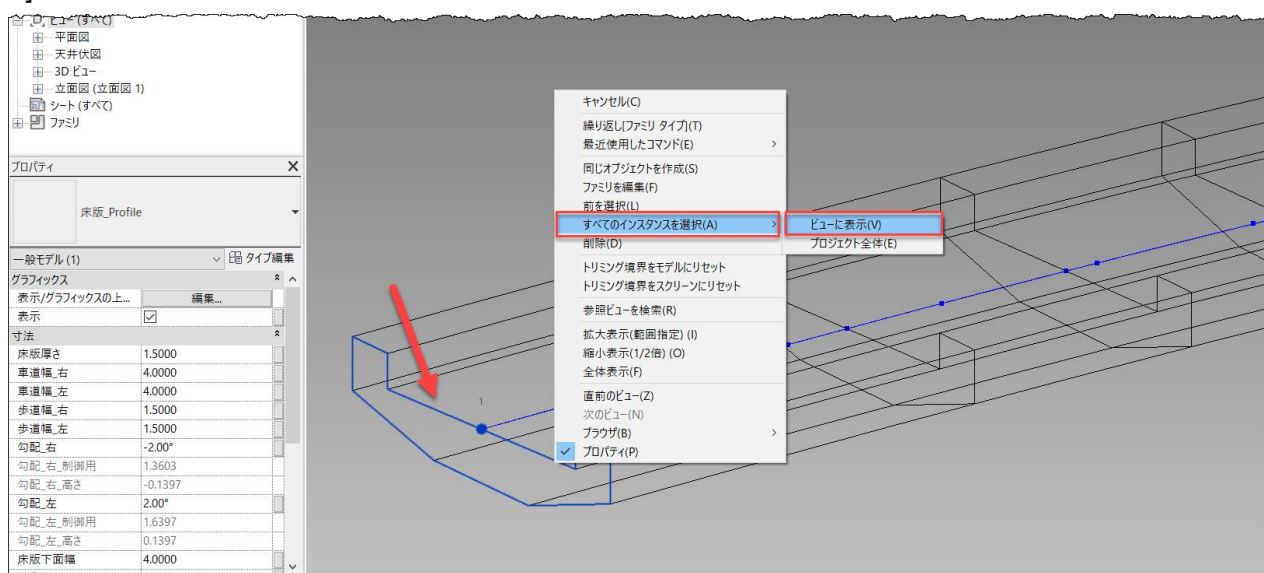 ビュー (すべて)
平面図
天井伏図
3D ビュー
立面図 (立面図 1)
シート (すべて)
ファミリ
プロパティ
床版_Profile
一般モデル (1)
タイプ編集
グラフィックス
表示/グラフィックスの上...
編集...
表示
寸法
床版厚さ 1.5000
車道幅_右 4.0000
車道幅_左 4.0000
歩道幅_右 1.5000
歩道幅_左 1.5000
勾配_右 -2.00°
勾配_右_制御用 1.3603
勾配_右_高さ -0.1397
勾配_左 2.00°
勾配_左_制御用 1.6397
勾配_左_高さ 0.1397
床版下面幅 4.0000
キャンセル(C)
繰り返し[ファミリ タイプ](T)
最近使用したコマンド(E)
同じオブジェクトを作成(S)
ファミリを編集(F)
前を選択(L)
すべてのインスタンスを選択(A)
削除(D)
トリミング境界をモデルにリセット
トリミング境界をスクリーンにリセット
参照ビューを検索(R)
拡大表示(範囲指定) (I)
縮小表示(1/2倍) (O)
全体表示(F)
直前のビュー(Z)
次のビュー(N)
ブラウザ(B)
プロパティ(P)
ビューに表示(V)
プロジェクト全体(E)
1